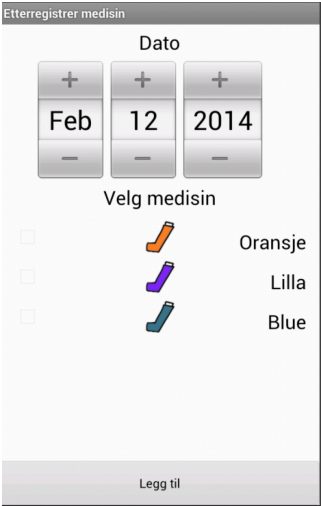 Etterregistrer medisin
Dato
+ + +
Feb 12 2014
− − −
Velg medisin
Oransje
Lilla
Blue
Legg til